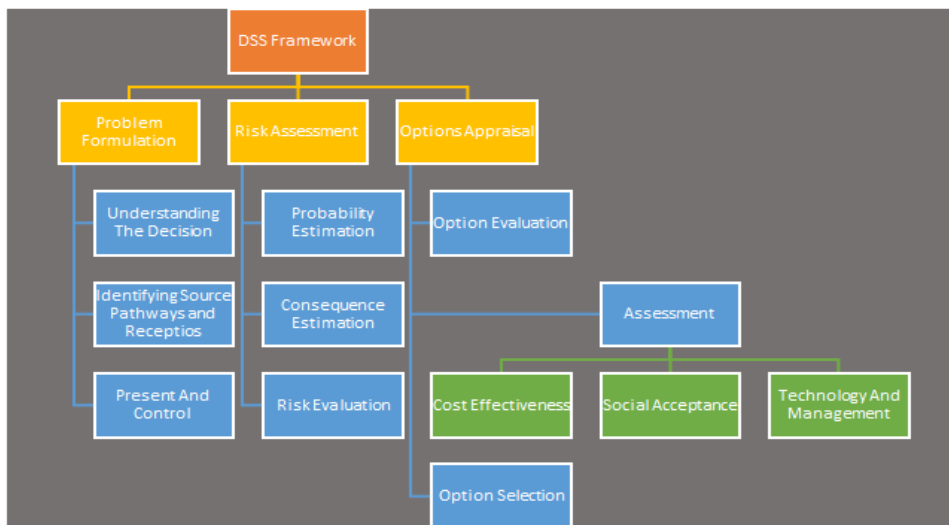 DSS Framework
Problem
Formulation
Risk Assessment
Options Appraisal
Understanding
The Decision
Probability
Estimation
Option Evaluation
Identifying Source
Pathways and
Receptios
Consequence
Estimation
Assessment
Present And
Control
Risk Evaluation
Cost Effectiveness
Social Acceptance
Technology And
Management
Option Selection